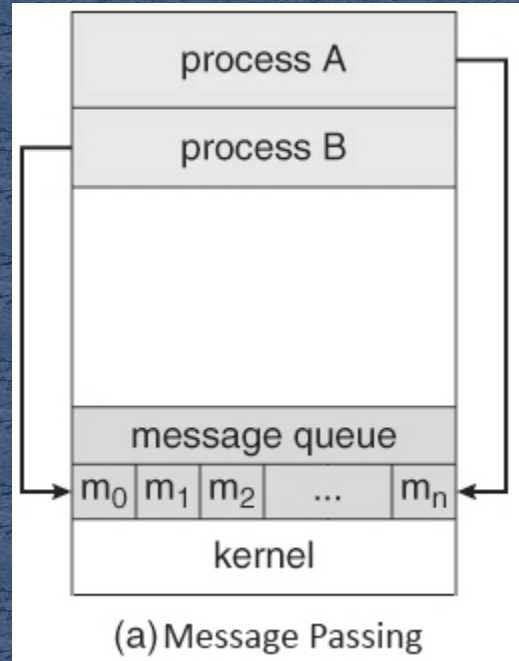 process A
process B
message queue
m₀ m₁ m₂ ... mₙ
kernel
(a) Message Passing